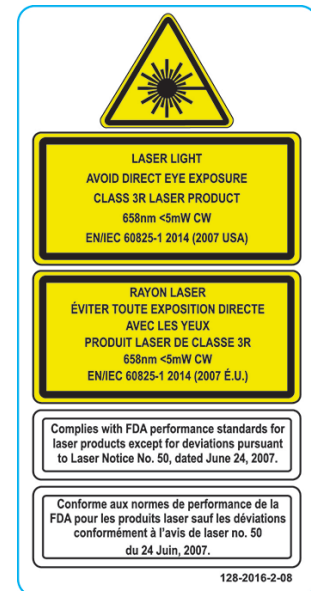 LASER LIGHT
AVOID DIRECT EYE EXPOSURE
CLASS 3R LASER PRODUCT
658nm <5mW CW
EN/IEC 60825-1 2014 (2007 USA)
RAYON LASER
ÉVITER TOUTE EXPOSITION DIRECTE
AVEC LES YEUX
PRODUIT LASER DE CLASSE 3R
658nm <5mW CW
EN/IEC 60825-1 2014 (2007 É.U.)
Complies with FDA performance standards for
laser products except for deviations pursuant
to Laser Notice No. 50, dated June 24, 2007.
Conforme aux normes de performance de la
FDA pour les produits laser sauf les déviations
conformément à l'avis de laser no. 50
du 24 Juin, 2007.
128-2016-2-08